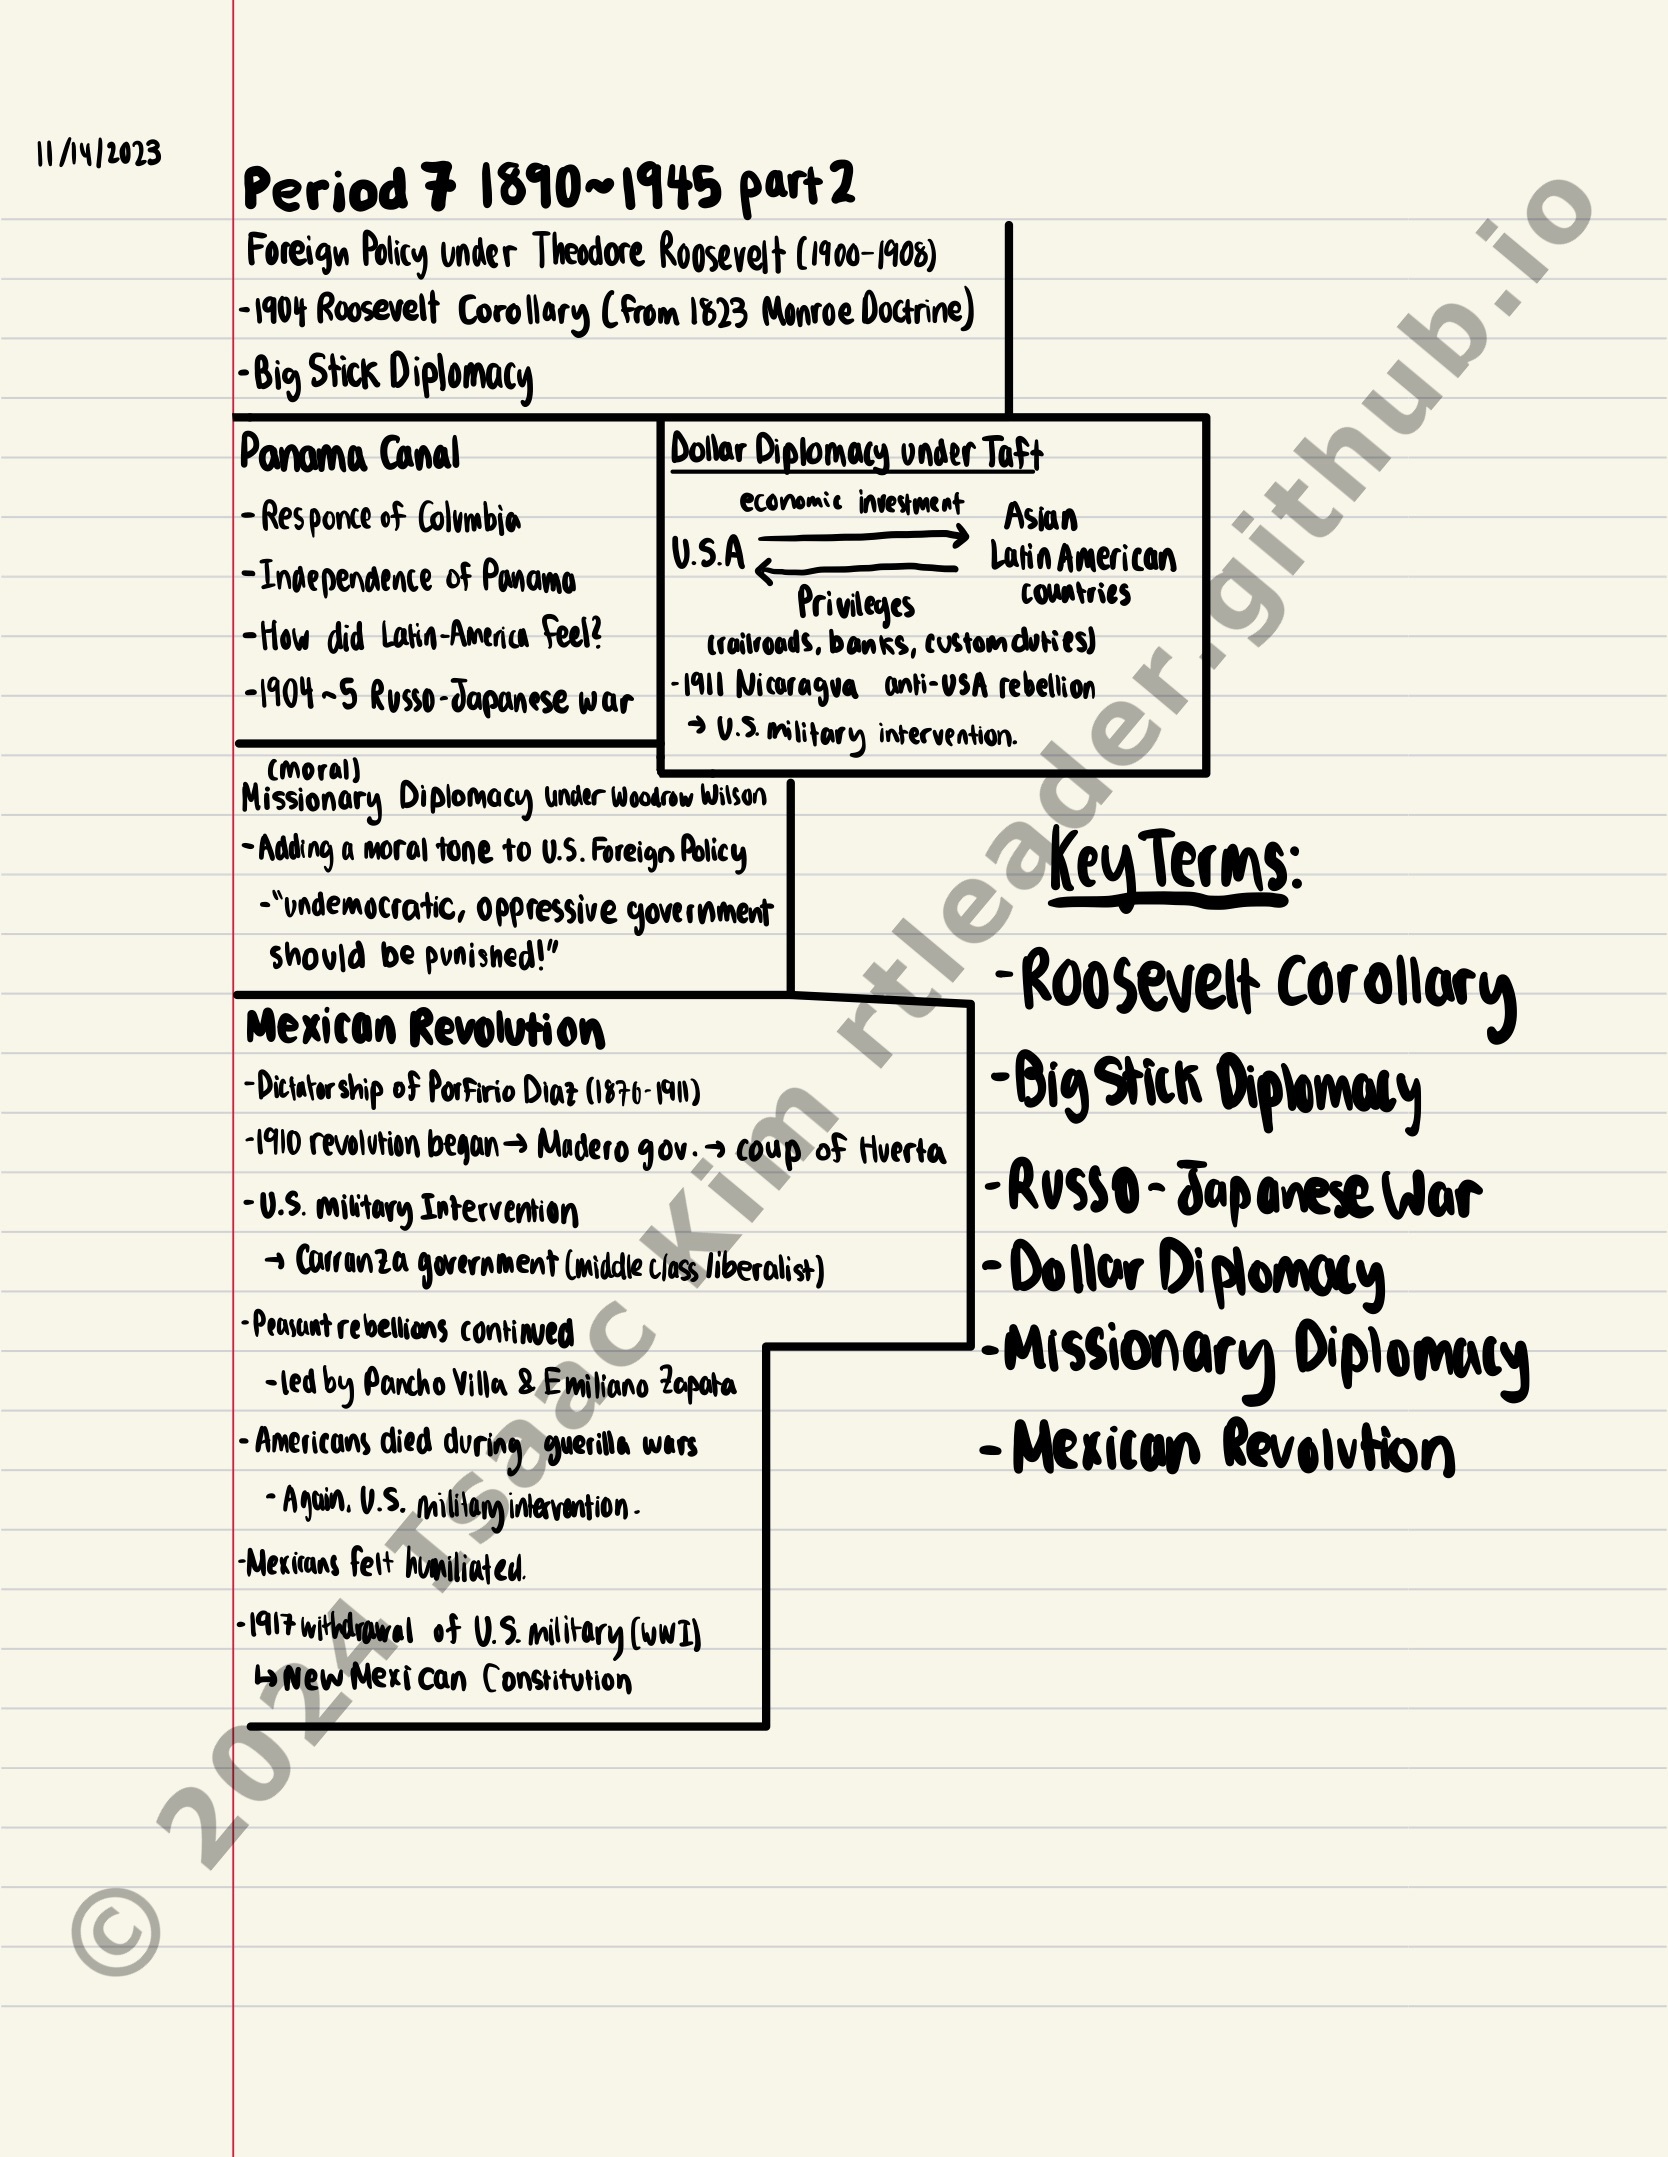 11/14/2023
Period 7 1890~1945 part 2
Foreign Policy under Theodore Roosevelt (1900-1908)
-1904 Roosevelt Corollary (from 1823 Monroe Doctrine)
-Big Stick Diplomacy
Panama Canal
-Responce of Columbia
-Independence of Panama
-How did Latin-America feel?
-1904~5 Russo-Japanese war
Dollar Diplomacy under Taft
economic investment
U.S.A
Asian
Latin American
countries
Privileges
(railroads, banks, custom duties)
-1911 Nicaragua anti-USA rebellion
→ U.S. military intervention.
(moral)
Missionary Diplomacy under Woodrow Wilson
-Adding a moral tone to U.S. Foreign Policy
-"undemocratic, oppressive government
should be punished!"
Mexican Revolution
-Dictatorship of Porfirio Diaz (1876-1911)
-1910 revolution began → Madero gov. → coup of Huerta
-U.S. military Intervention
→ Carranza government (middle class liberalist)
-Peasant rebellions continued
-led by Pancho Villa & Emiliano Zapata
-Americans died during guerilla wars
-Again, U.S. military intervention.
-Mexicans felt humiliated.
-1917 withdrawal of U.S. military (WWI)
↳ New Mexican Constitution
Key Terms:
-Roosevelt Corollary
-Big Stick Diplomacy
-Russo-Japanese War
-Dollar Diplomacy
-Missionary Diplomacy
-Mexican Revolution
© 2024 Isaac Kim rtleader.github.io